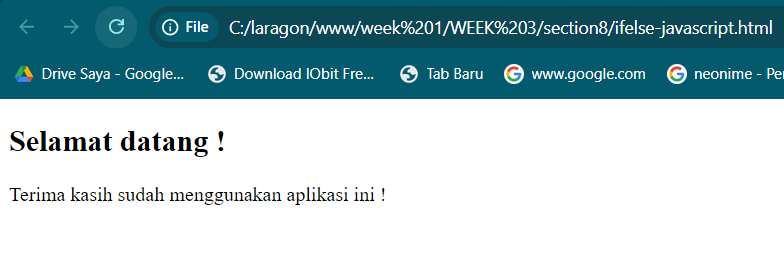 File C:/laragon/www/week%201/WEEK%203/section8/ifelse-javascript.html
Drive Saya - Google... Download IObit Fre... Tab Baru www.google.com neonime - Pe
Selamat datang !
Terima kasih sudah menggunakan aplikasi ini !